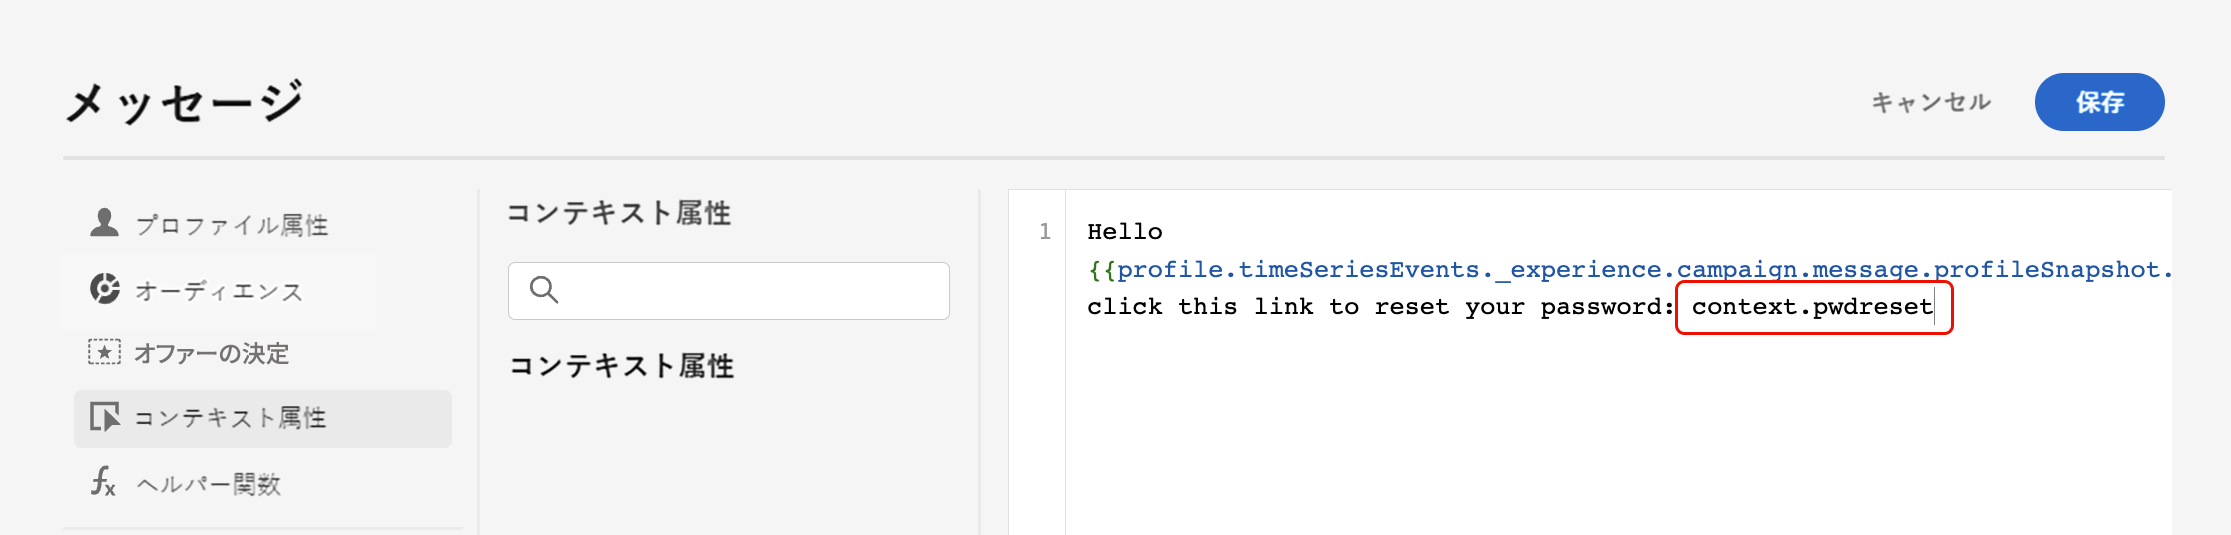 メッセージ
キャンセル
保存
プロファイル属性
オーディエンス
オファーの決定
コンテキスト属性
ヘルパー関数
コンテキスト属性
コンテキスト属性
1
Hello
{{profile.timeSeriesEvents._experience.campaign.message.profileSnapshot.
click this link to reset your password: context.pwdreset